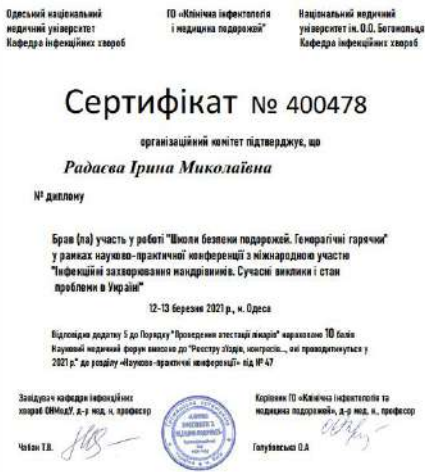 Одеський національний
медичний університет
Кафедра інфекційних хвороб
ГО «Клінічна інфектологія
і медицина подорожей"
Національний медичний
університет ім. О.О. Богомольця
Кафедра інфекційних хвороб
Сертифікат № 400478
організаційний комітет підтверджує, що
Радаєва Ірина Миколаївна
№ диплому
Брав (ла) участь у роботі "Школи безпеки подорожей. Геморагічні гарячки"
у рамках науково-практичної конференції з міжнародною участю
"Інфекційні захворювання мандрівників. Сучасні виклики і стан
проблеми в Україні"
12-13 березня 2021 р., м. Одеса
Відповідно додатку 5 до Порядку "Проведення атестації лікарів" нараховано 10 балів
Науковий медичний форум внесено до "Реєстру з'їздів, конгресів..., які проводитимуться у
2021 р." до розділу «Науково-практичні конференції» під № 47
Завідувач кафедри інфекційних
хвороб ОНМедУ, д-р мед. н, професор
Чабан Т.В.
Керівник ГО «Клінічна інфектологія та
медицина подорожей», д-р мед. н., професор
Голубовська О.А